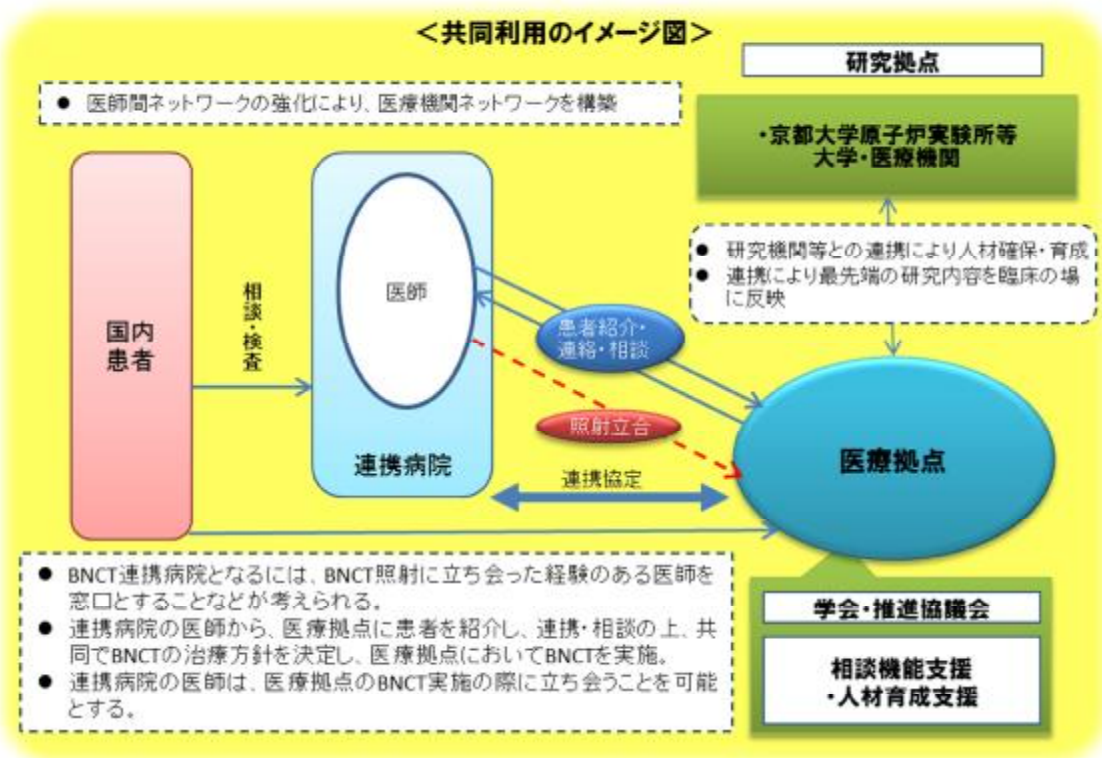 ＜共同利用のイメージ図＞
研究拠点
● 医師間ネットワークの強化により、医療機関ネットワークを構築
・京都大学原子炉実験所等
大学・医療機関
● 研究機関等との連携により人材確保・育成
● 連携により最先端の研究内容を臨床の場
に反映
国内
患者
相談・検査
医師
連携病院
患者紹介・
連絡・相談
照射立合
連携協定
医療拠点
● BNCT連携病院となるには、BNCT照射に立ち会った経験のある医師を
窓口とすることなどが考えられる。
● 連携病院の医師から、医療拠点に患者を紹介し、連携・相談の上、共
同でBNCTの治療方針を決定し、医療拠点においてBNCTを実施。
● 連携病院の医師は、医療拠点のBNCT実施の際に立ち会うことを可能
とする。
学会・推進協議会
相談機能支援
・人材育成支援